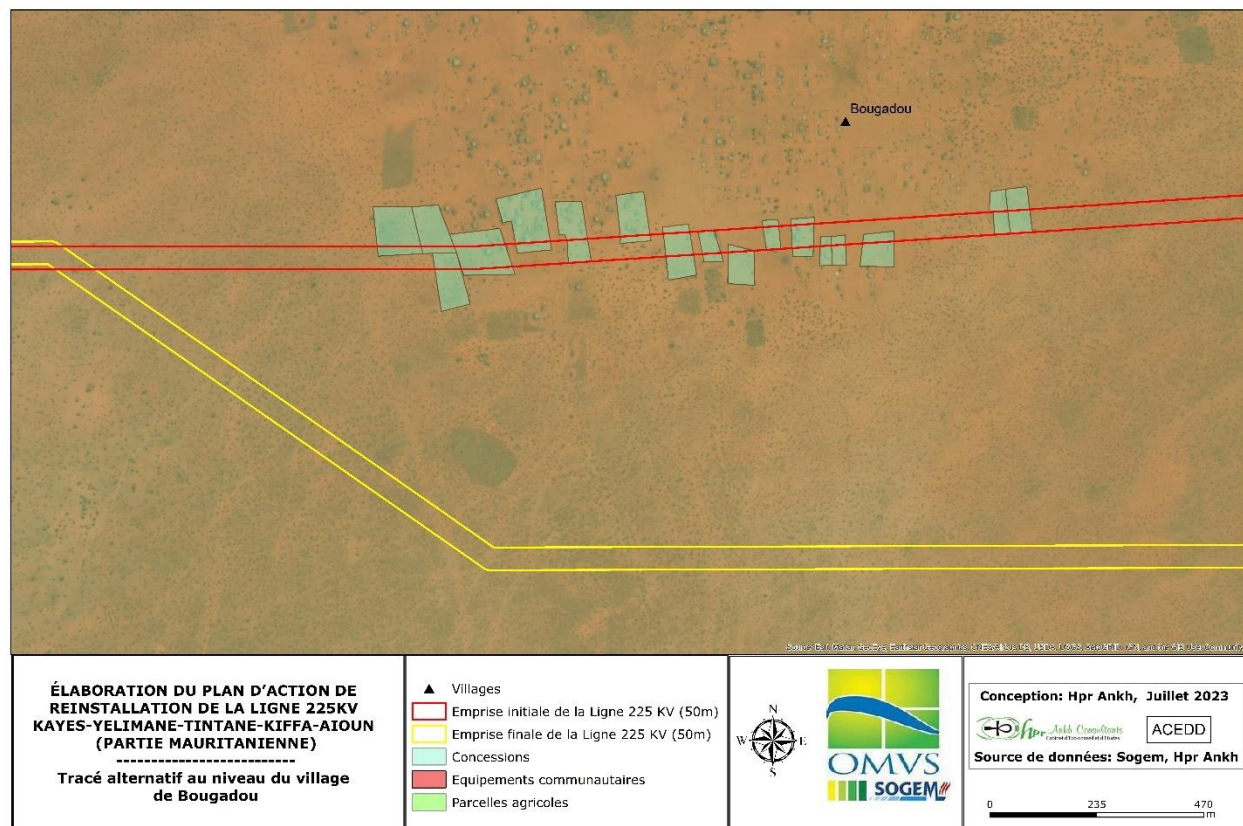 Bougadou
ÉLABORATION DU PLAN D'ACTION DE
REINSTALLATION DE LA LIGNE 225KV
KAYES-YELIMANE-TINTANE-KIFFA-AIOUN
(PARTIE MAURITANIENNE)
------------------------
Tracé alternatif au niveau du village
de Bougadou
Villages
Emprise initiale de la Ligne 225 KV (50m)
Emprise finale de la Ligne 225 KV (50m)
Concessions
Equipements communautaires
Parcelles agricoles
N
W E
S
OMVS
SOGEM
Conception: Hpr Ankh, Juillet 2023
hpr Ankh Consultants
ACEDD
Source de données: Sogem, Hpr Ankh
0 235 470
m